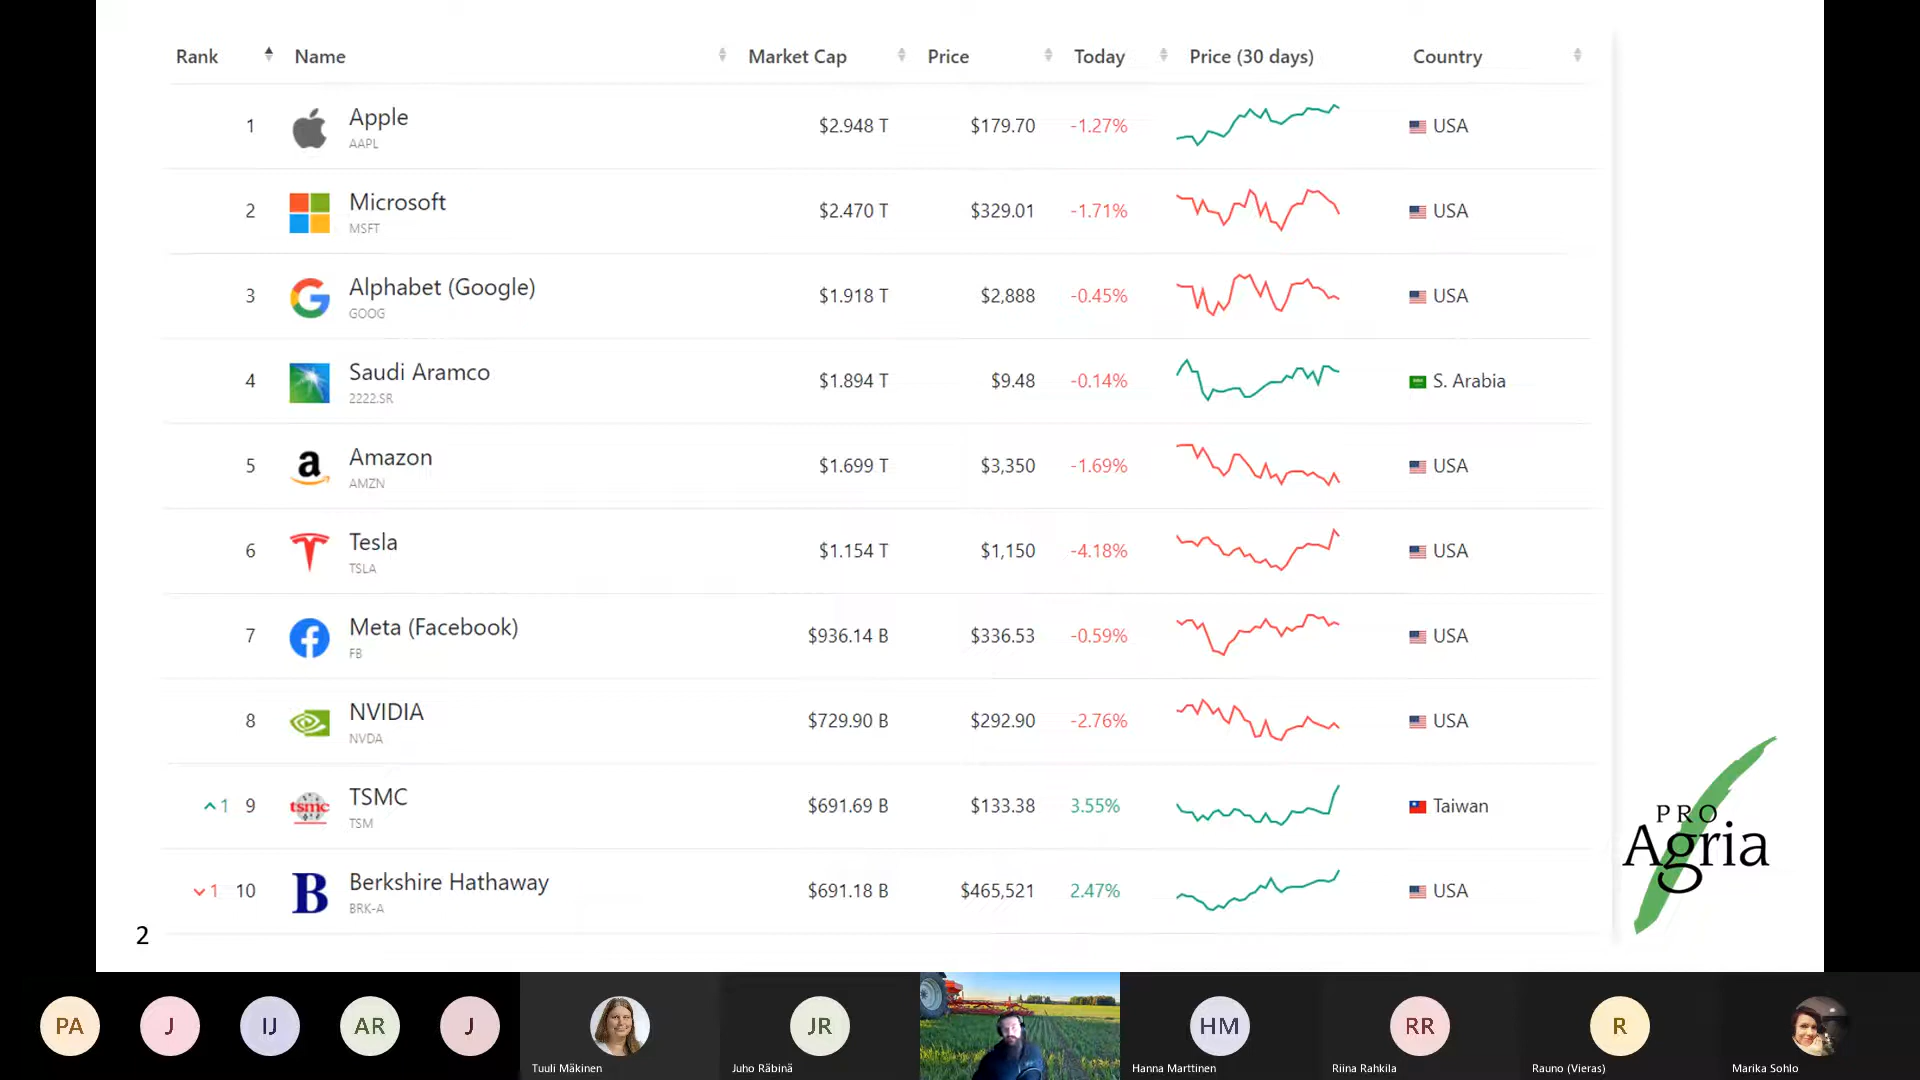 Rank Name Market Cap Price Today Price (30 days) Country
1 Apple $2.948 T $179.70 -1.27% USA
AAPL
2 Microsoft $2.470 T $329.01 -1.71% USA
MSFT
3 Alphabet (Google) $1.918 T $2,888 -0.45% USA
GOOG
4 Saudi Aramco $1.894 T $9.48 -0.14% S. Arabia
2222.SR
5 Amazon $1.699 T $3,350 -1.69% USA
AMZN
6 Tesla $1.154 T $1,150 -4.18% USA
TSLA
7 Meta (Facebook) $936.14 B $336.53 -0.59% USA
FB
8 NVIDIA $729.90 B $292.90 -2.76% USA
NVDA
1 9 tsmc TSMC $691.69 B $133.38 3.55% Taiwan
TSM
1 10 B Berkshire Hathaway $691.18 B $465,521 2.47% USA
BRK-A
PRO
Agria
2
PA J IJ AR J JR HM RR R
Tuuli Mäkinen Juho Räbinä Hanna Marttinen Riina Rahkila Rauno (Vieras) Marika Sohlo